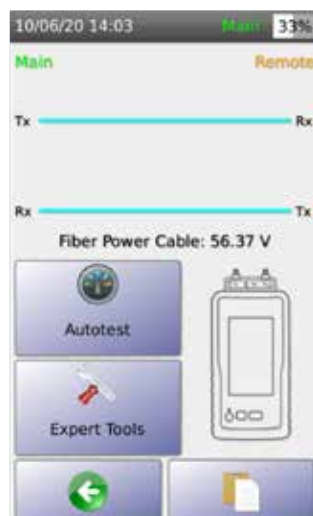 10/06/20 14:03 Main 33%
Main Remote
Tx Rx
Rx Tx
Fiber Power Cable: 56.37 V
Autotest
Expert Tools